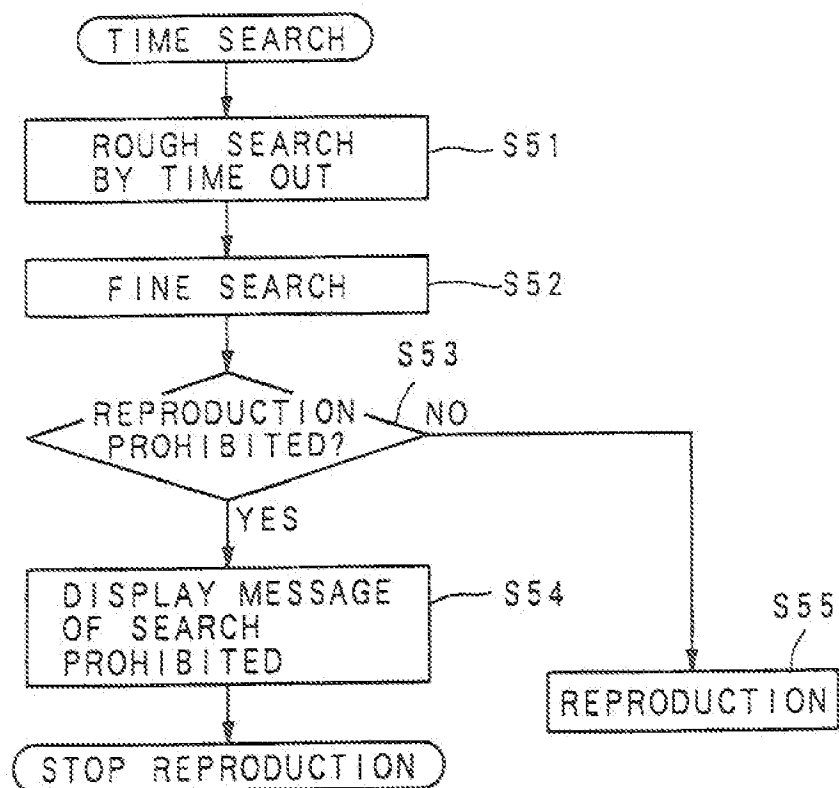 TIME SEARCH
ROUGH SEARCH
BY TIME OUT
S51
FINE SEARCH
S52
S53
REPRODUCTION
PROHIBITED?
NO
YES
DISPLAY MESSAGE
OF SEARCH
PROHIBITED
S54
S55
REPRODUCTION
STOP REPRODUCTION